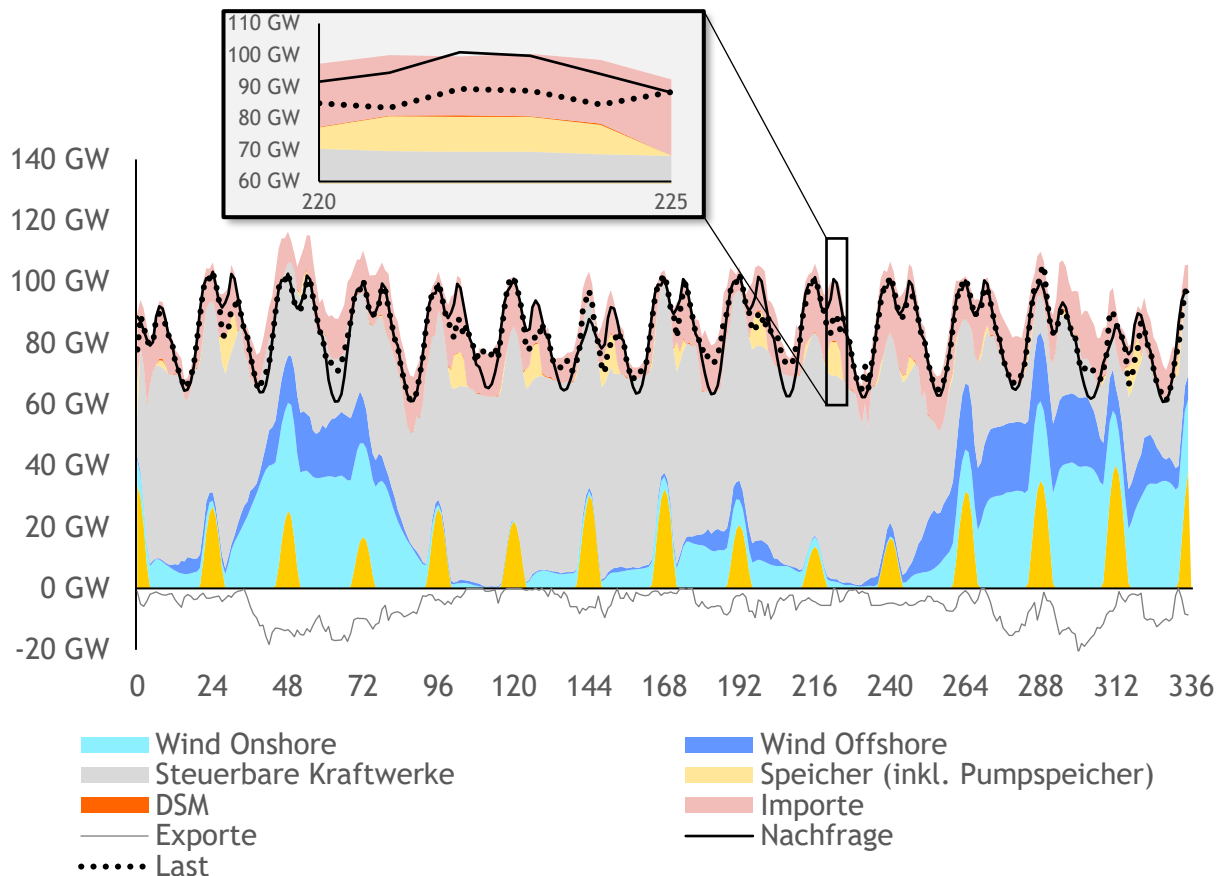 110 GW
100 GW
90 GW
80 GW
70 GW
60 GW
220 225
140 GW
120 GW
100 GW
80 GW
60 GW
40 GW
20 GW
0 GW
-20 GW
0 24 48 72 96 120 144 168 192 216 240 264 288 312 336
Wind Onshore Wind Offshore
Steuerbare Kraftwerke Speicher (inkl. Pumpspeicher)
DSM Importe
Exporte Nachfrage
Last